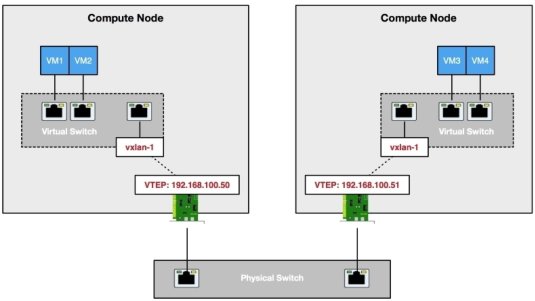 Compute Node
VM1 VM2
Virtual Switch
vxlan-1
VTEP: 192.168.100.50
Compute Node
VM3 VM4
Virtual Switch
vxlan-1
VTEP: 192.168.100.51
Physical Switch